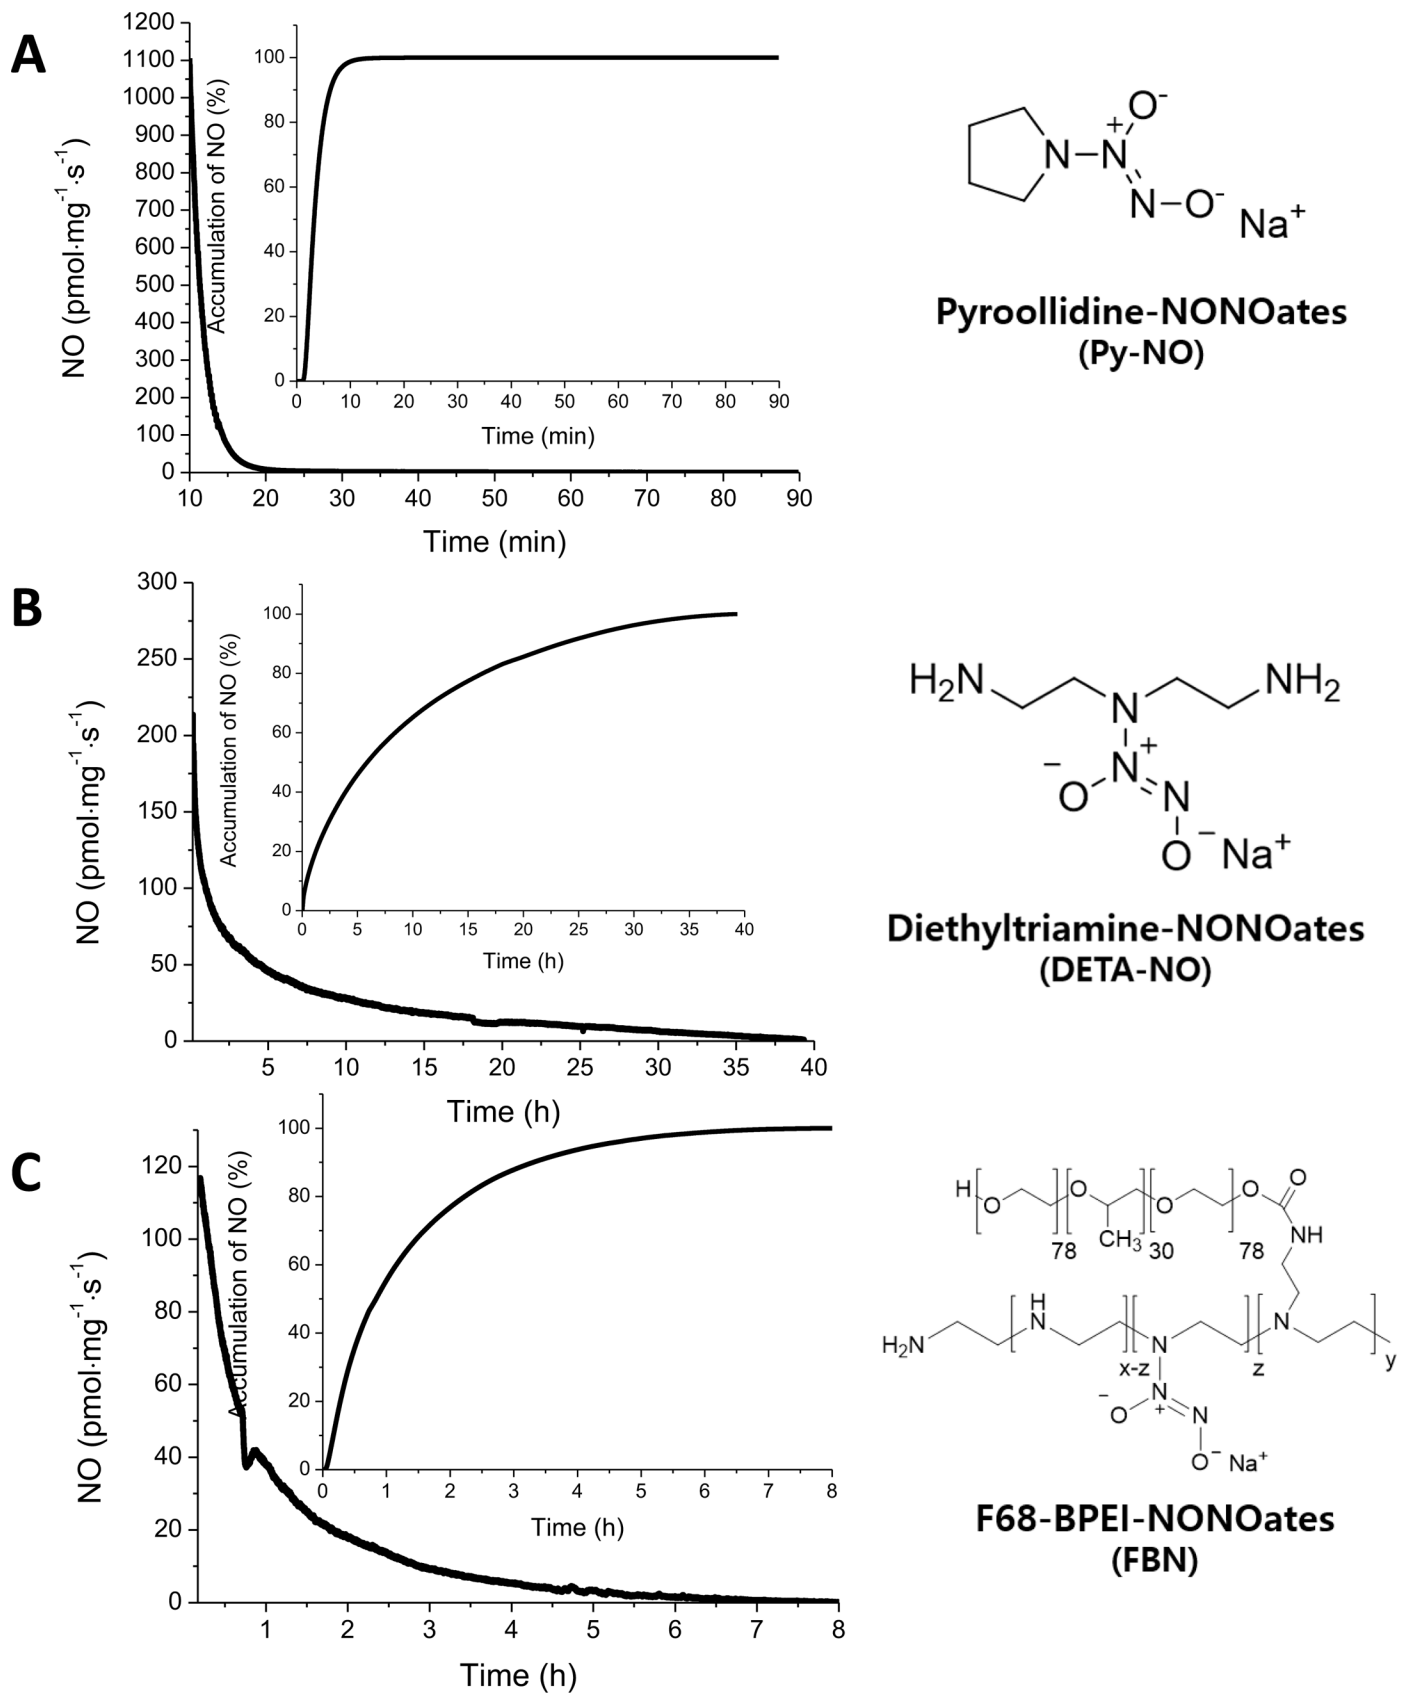 A
NO (pmol·mg⁻¹·s⁻¹)
1200
1100
1000
900
800
700
600
500
400
300
200
100
0
10 20 30 40 50 60 70 80 90
Time (min)
Accumulation of NO (%)
100
80
60
40
20
0
0 10 20 30 40 50 60 70 80 90
Time (min)
N N O⁻
+
N O⁻ Na⁺
Pyroollidine-NONOates
(Py-NO)
B
NO (pmol·mg⁻¹·s⁻¹)
300
250
200
150
100
50
0
5 10 15 20 25 30 35 40
Time (h)
Accumulation of NO (%)
100
80
60
40
20
0
0 5 10 15 20 25 30 35 40
Time (h)
H₂N NH₂
N
− N +
O N
O − Na⁺
Diethyltriamine-NONOates
(DETA-NO)
C
NO (pmol·mg⁻¹·s⁻¹)
120
100
80
60
40
20
0
1 2 3 4 5 6 7 8
Time (h)
Accumulation of NO (%)
100
80
60
40
20
0
0 1 2 3 4 5 6 7 8
Time (h)
H O O O O O
CH₃ NH
78 30 78
H
H₂N N N N
x-z z y
− N
O + N
O⁻ Na⁺
F68-BPEI-NONOates
(FBN)